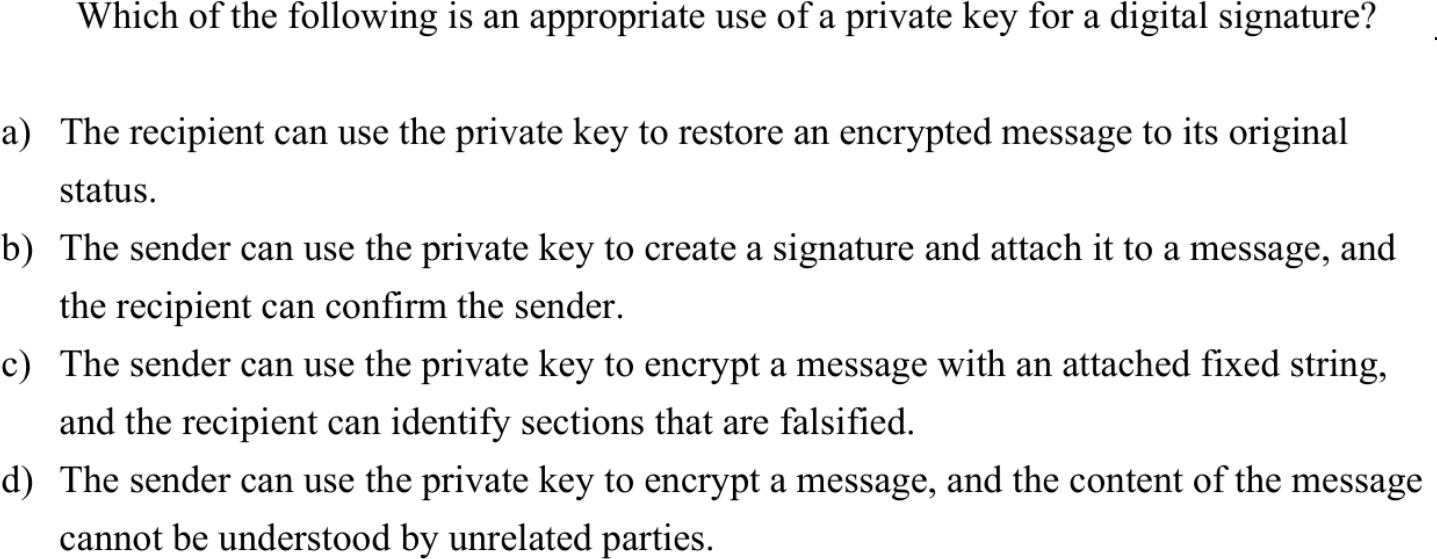 Which of the following is an appropriate use of a private key for a digital signature?
a) The recipient can use the private key to restore an encrypted message to its original
status.
b) The sender can use the private key to create a signature and attach it to a message, and
the recipient can confirm the sender.
c) The sender can use the private key to encrypt a message with an attached fixed string,
and the recipient can identify sections that are falsified.
d) The sender can use the private key to encrypt a message, and the content of the message
cannot be understood by unrelated parties.